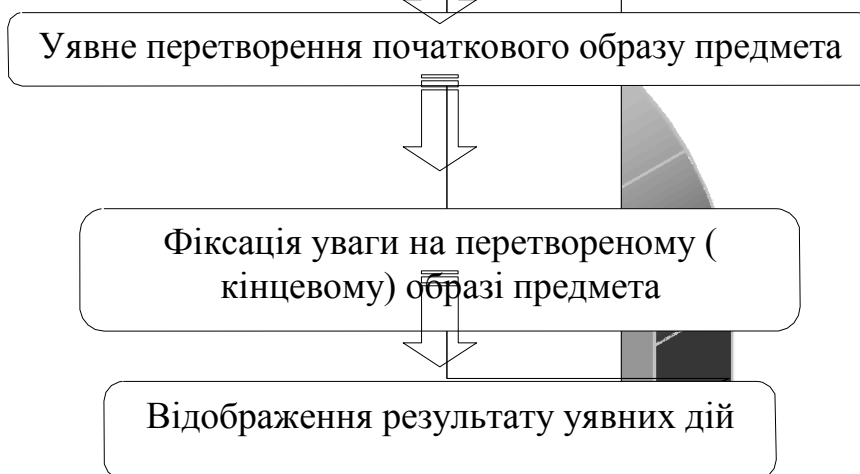 Уявне перетворення початкового образу предмета
Фіксація уваги на перетвореному (
кінцевому) образі предмета
Відображення результату уявних дій